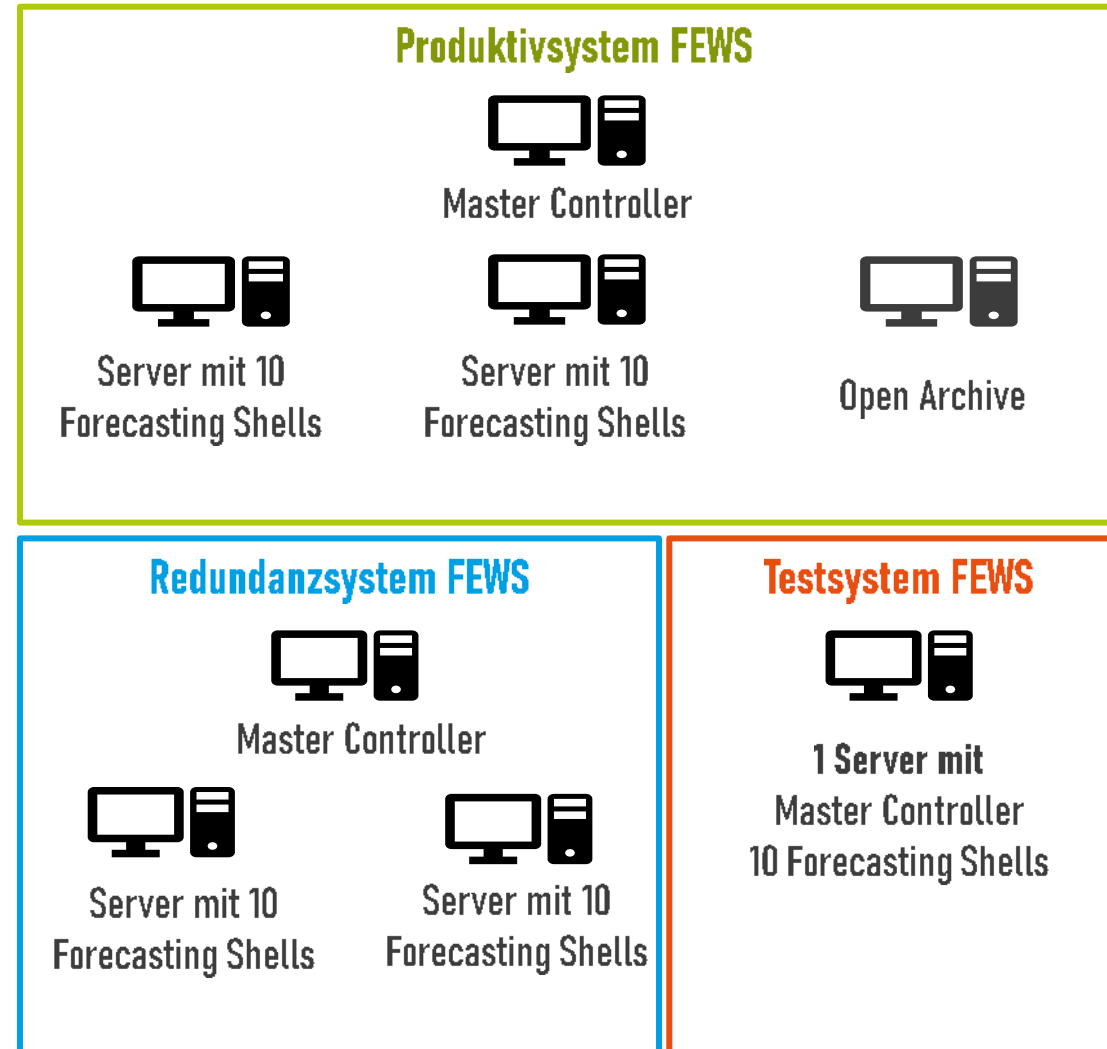 Produktivsystem FEWS
Master Controller
Server mit 10
Forecasting Shells
Server mit 10
Forecasting Shells
Open Archive
Redundanzsystem FEWS
Master Controller
Server mit 10
Forecasting Shells
Server mit 10
Forecasting Shells
Testsystem FEWS
1 Server mit
Master Controller
10 Forecasting Shells